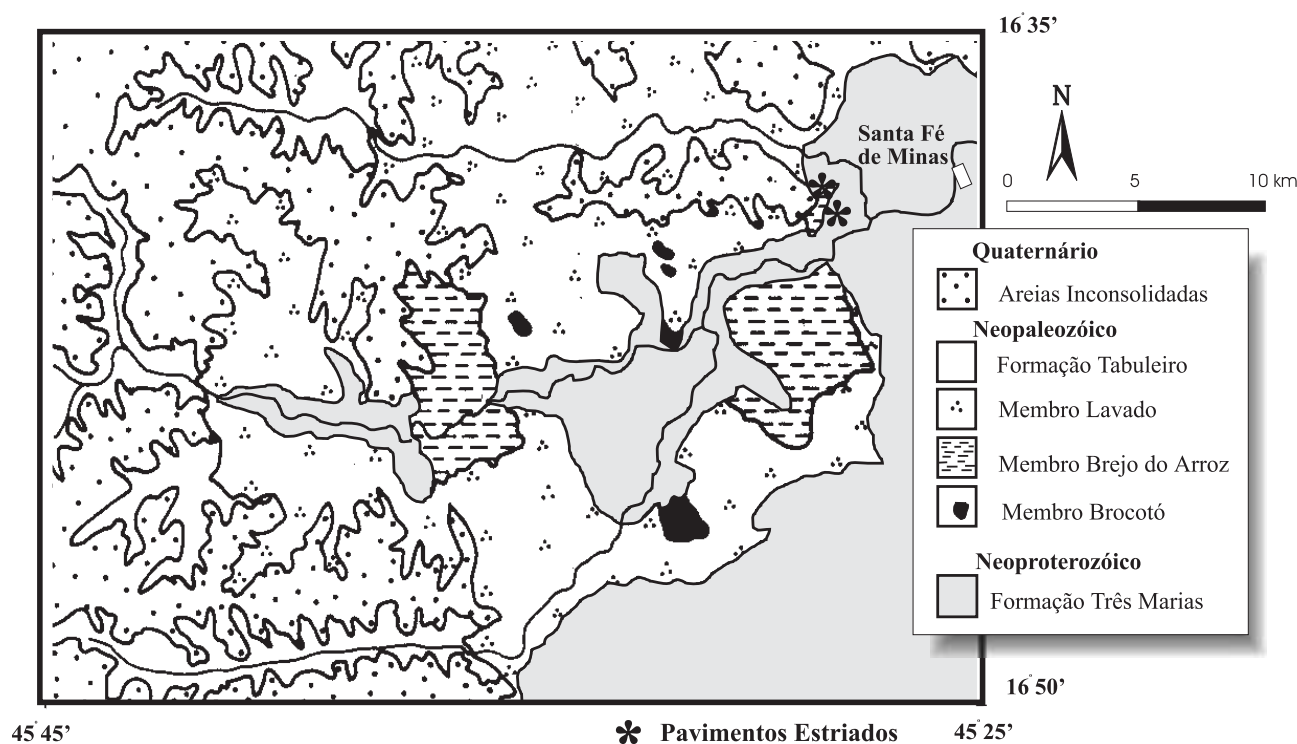 16°35'
N
Santa Fé
de Minas
0 5 10 km
Quaternário
Areias Inconsolidadas
Neopaleozóico
Formação Tabuleiro
Membro Lavado
Membro Brejo do Arroz
Membro Brocotó
Neoproterozóico
Formação Três Marias
16°50'
45°45' 45°25'
Pavimentos Estriados